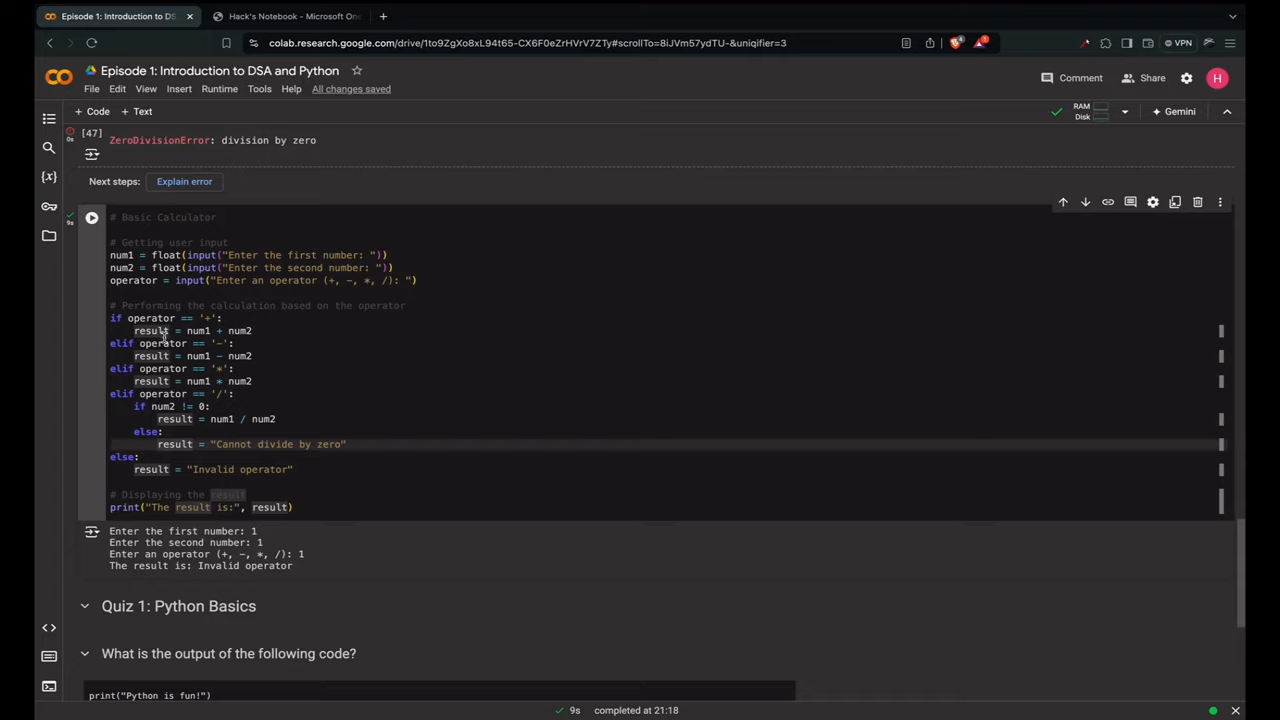 Episode 1: Introduction to DS
Hack's Notebook - Microsoft On
colab.research.google.com/drive/1to9ZgXo8xL94t65-CX6F0eZrHVrV7ZTy#scrollTo=8iJVm57ydTU-&uniqifier=3
4
1
VPN
Episode 1: Introduction to DSA and Python
File Edit View Insert Runtime Tools Help All changes saved
Comment
Share
H
+ Code + Text
RAM
Disk
Gemini
[47]
0s
ZeroDivisionError: division by zero
Next steps: Explain error
9s
# Basic Calculator
# Getting user input
num1 = float(input("Enter the first number: "))
num2 = float(input("Enter the second number: "))
operator = input("Enter an operator (+, -, *, /): ")
# Performing the calculation based on the operator
if operator == '+':
    result = num1 + num2
elif operator == '-':
    result = num1 - num2
elif operator == '*':
    result = num1 * num2
elif operator == '/':
    if num2 != 0:
        result = num1 / num2
    else:
        result = "Cannot divide by zero"
else:
    result = "Invalid operator"
# Displaying the result
print("The result is:", result)
Enter the first number: 1
Enter the second number: 1
Enter an operator (+, -, *, /): 1
The result is: Invalid operator
Quiz 1: Python Basics
What is the output of the following code?
print("Python is fun!")
9s completed at 21:18